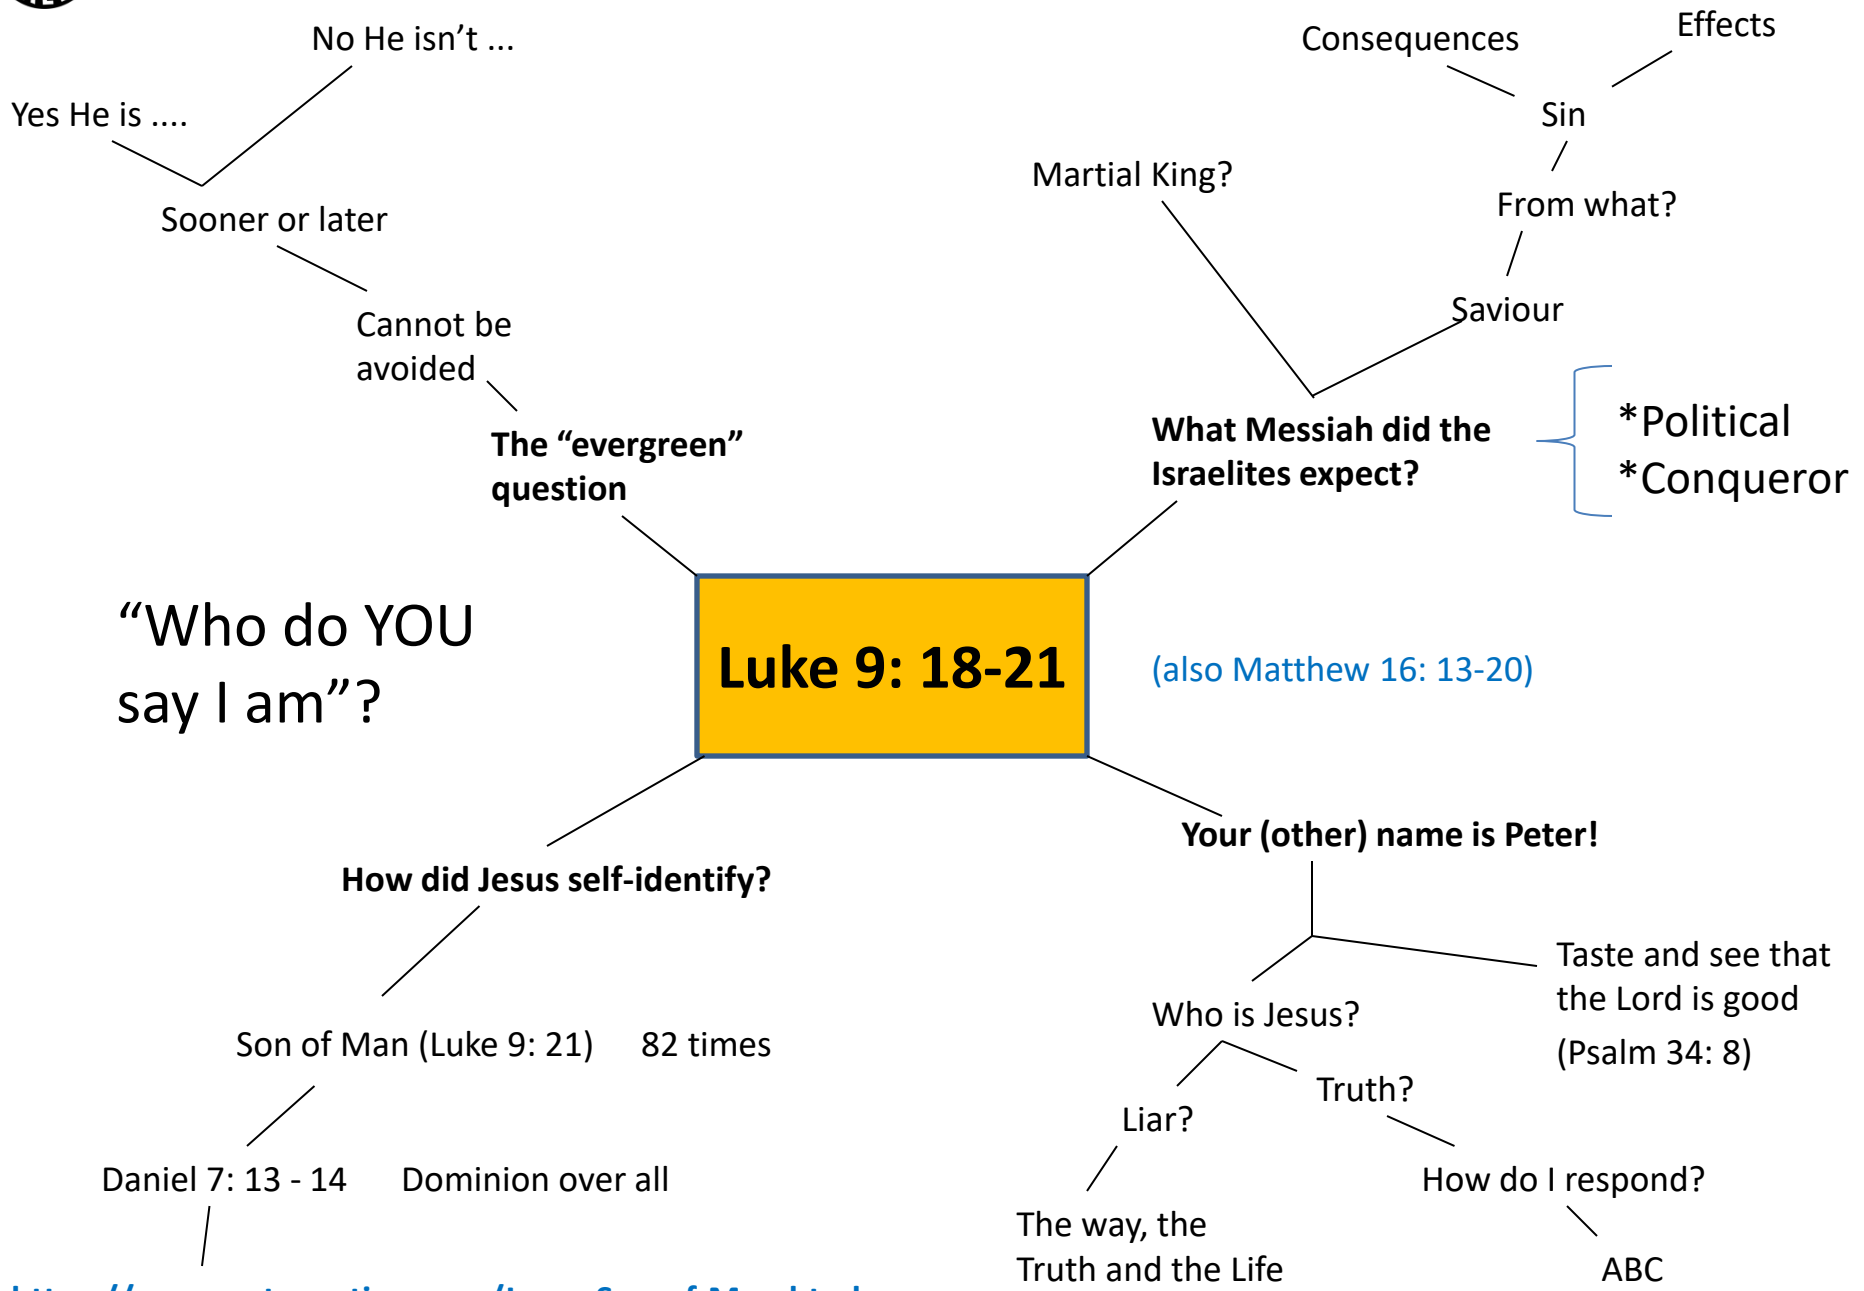 No He isn't ...
Yes He is ....
Sooner or later
Cannot be
avoided
The “evergreen”
question
Consequences
Effects
Sin
Martial King?
From what?
Saviour
What Messiah did the
Israelites expect?
*Political
*Conqueror
“Who do YOU
say I am”?
Luke 9: 18-21
(also Matthew 16: 13-20)
How did Jesus self-identify?
Son of Man (Luke 9: 21) 82 times
Daniel 7: 13 - 14 Dominion over all
Your (other) name is Peter!
Taste and see that
the Lord is good
(Psalm 34: 8)
Who is Jesus?
Truth?
Liar?
How do I respond?
The way, the
Truth and the Life
ABC